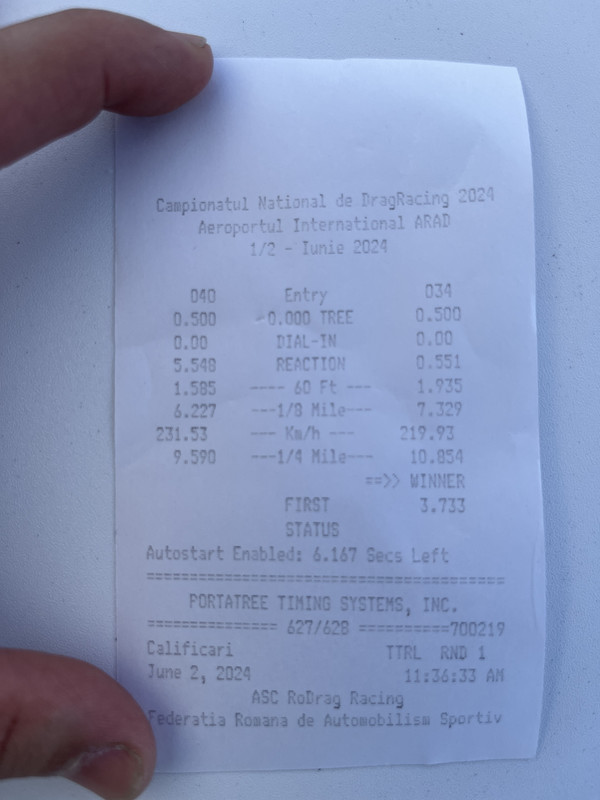 Campionatul National de DragRacing 2024
Aeroportul International ARAD
1/2 - Iunie 2024
040 Entry 034
0.500 0.000 TREE 0.500
0.00 DIAL-IN 0.00
5.548 REACTION 0.551
1.585 ---- 60 Ft --- 1.935
6.227 ---1/8 Mile--- 7.329
231.53 --- Km/h --- 219.93
9.590 ---1/4 Mile--- 10.854
==>> WINNER
FIRST 3.733
STATUS
Autostart Enabled: 6.167 Secs Left
==========================================
PORTATREE TIMING SYSTEMS, INC.
=============== 627/628 ==========700219
Calificari TTRL RND 1
June 2, 2024 11:36:33 AM
ASC RoDrag Racing
Federatia Romana de Automobilism Sportiv